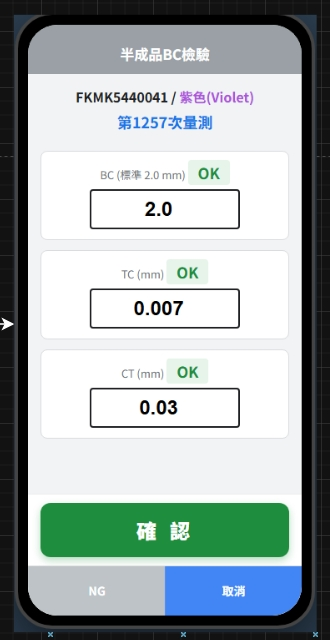 半成品BC檢驗
FKMK5440041 / 紫色(Violet)
第1257次量測
BC (標準 2.0 mm) OK
2.0
TC (mm) OK
0.007
CT (mm) OK
0.03
確 認
NG
取消